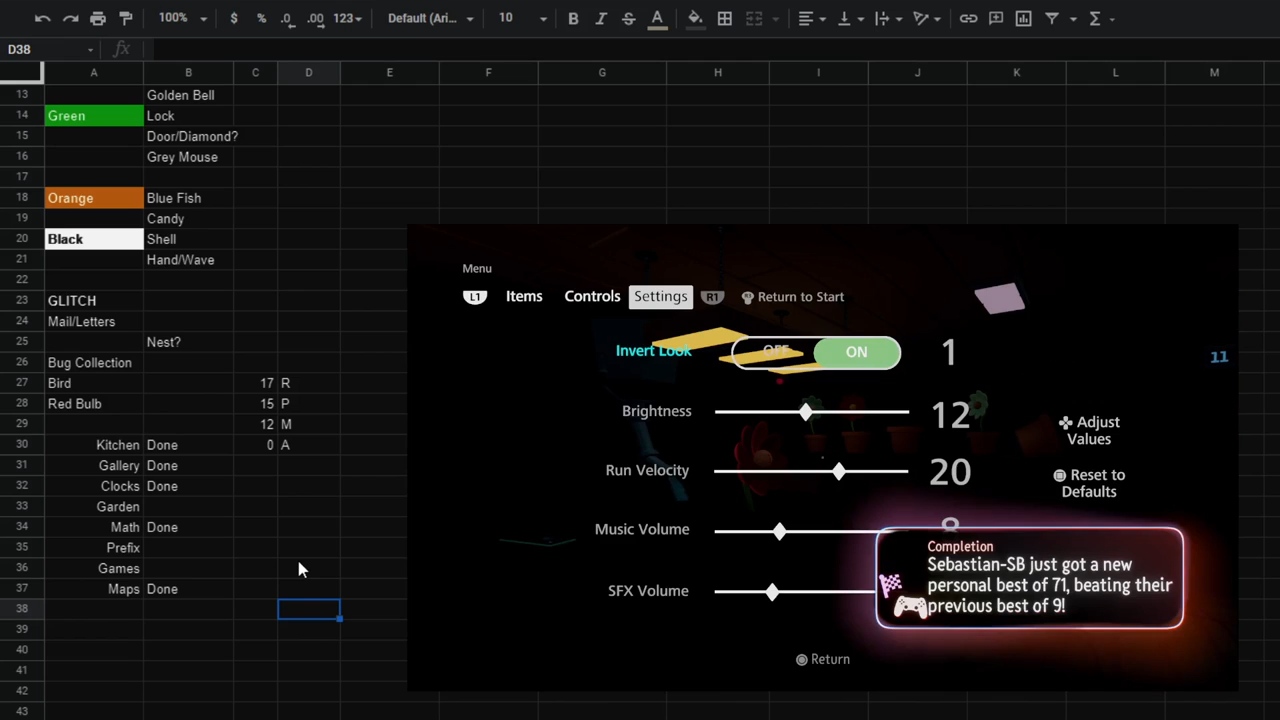 100%
$
%
.0
.00
123
Default (Ari...
10
B
I
S
A
D38
fx
A
B
C
D
E
F
G
H
I
J
K
L
M
13
Golden Bell
14
Green
Lock
15
Door/Diamond?
16
Grey Mouse
17
18
Orange
Blue Fish
19
Candy
20
Black
Shell
21
Hand/Wave
22
23
GLITCH
24
Mail/Letters
25
Nest?
26
Bug Collection
27
Bird
17
R
28
Red Bulb
15
P
29
12
M
30
Kitchen
Done
0
A
31
Gallery
Done
32
Clocks
Done
33
Garden
34
Math
Done
35
Prefix
36
Games
37
Maps
Done
38
39
40
41
42
43
Menu
L1
Items
Controls
Settings
R1
Return to Start
Invert Look
OFF
ON
1
11
Brightness
12
Adjust
Values
Run Velocity
20
Reset to
Defaults
Music Volume
8
SFX Volume
Return
Completion
Sebastian-SB just got a new
personal best of 71, beating their
previous best of 9!